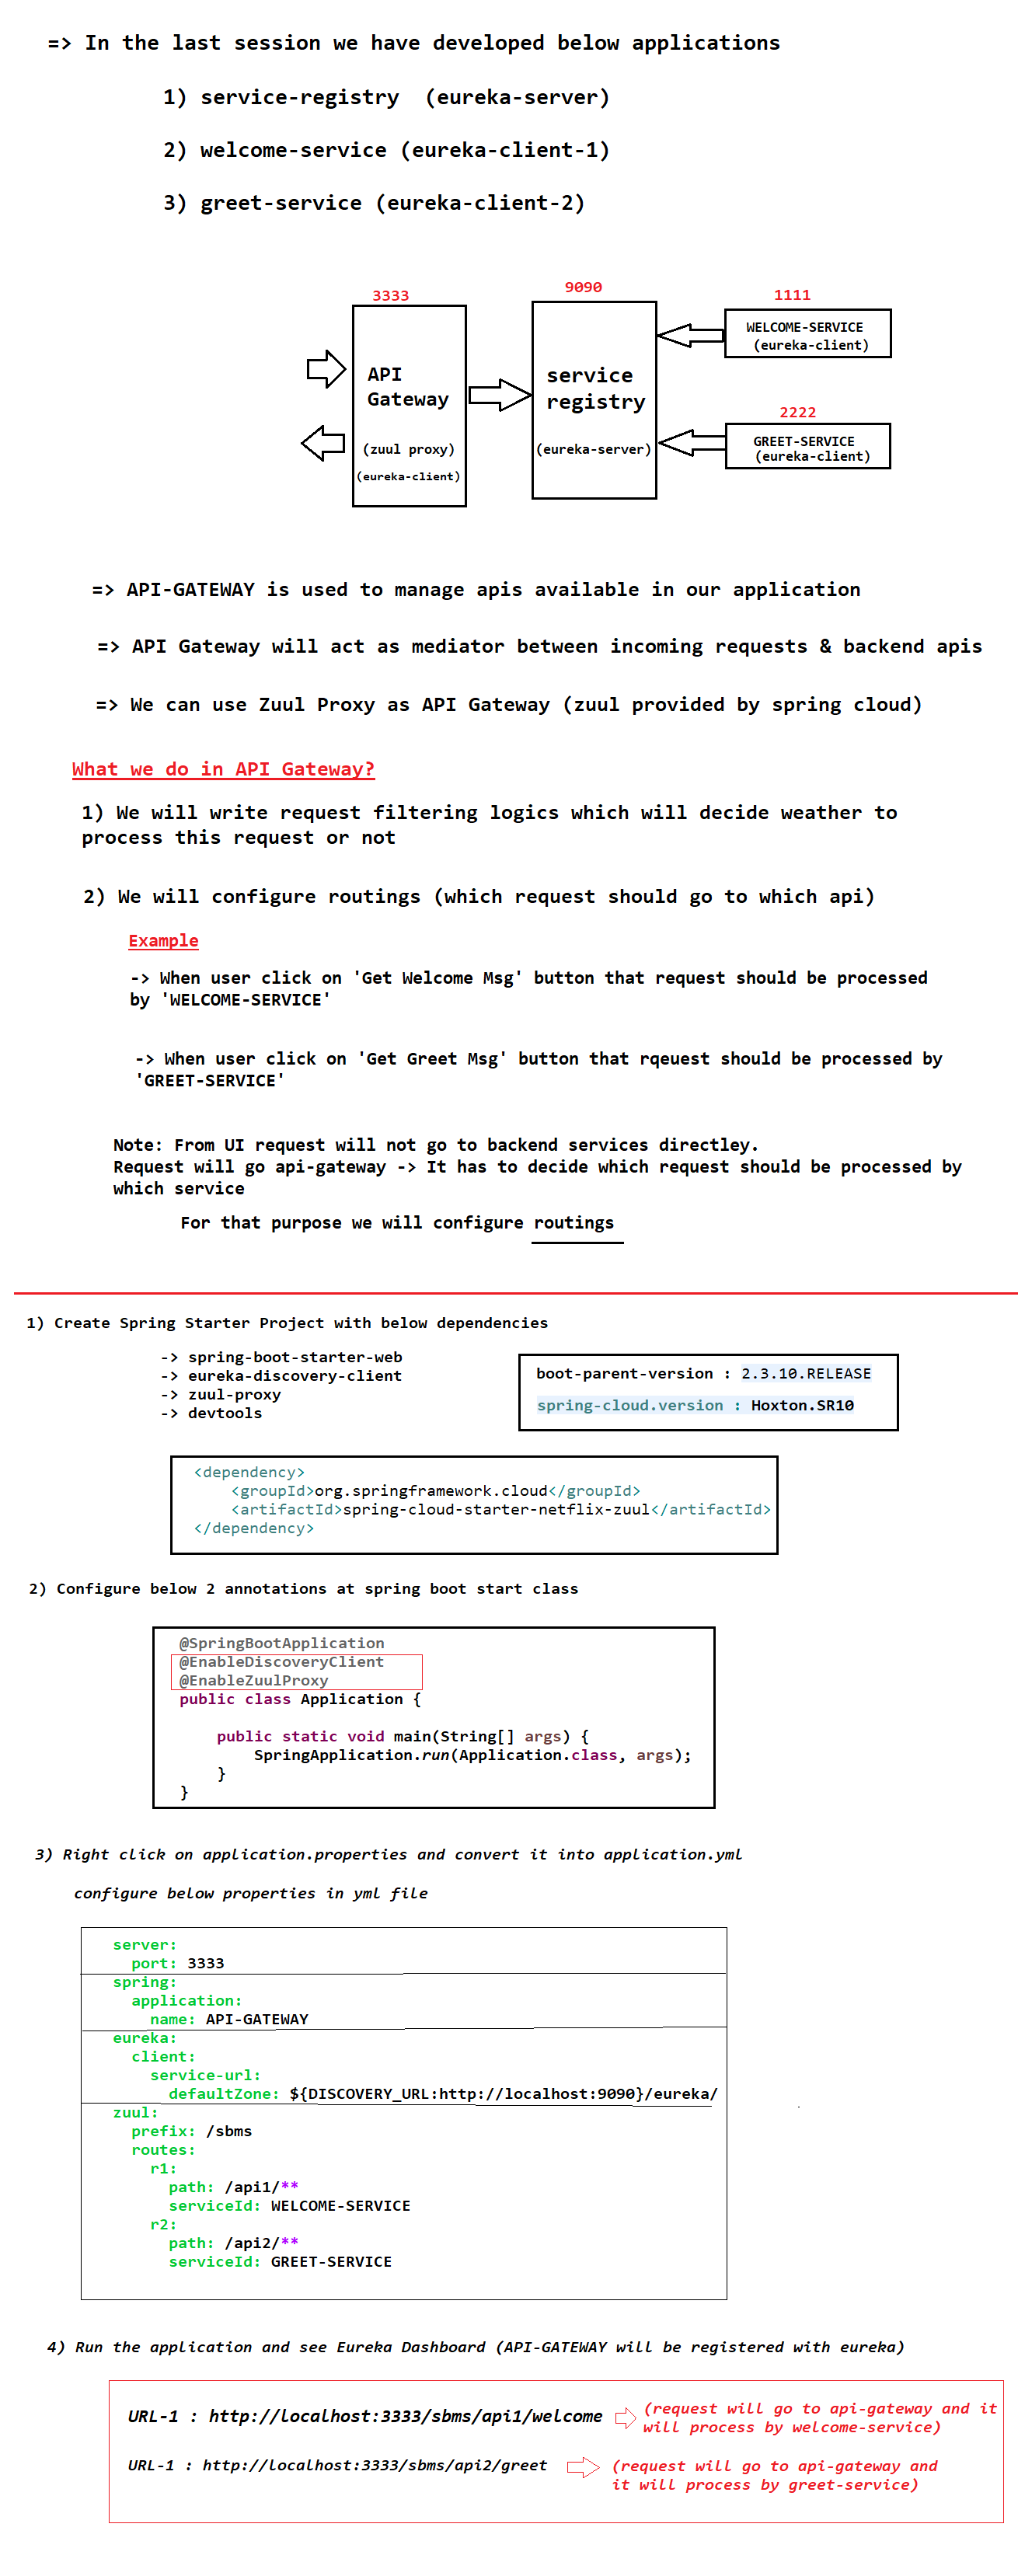 => In the last session we have developed below applications
1) service-registry  (eureka-server)
2) welcome-service (eureka-client-1)
3) greet-service (eureka-client-2)
3333
9090
1111
API
Gateway
(zuul proxy)
(eureka-client)
service
registry
(eureka-server)
WELCOME-SERVICE
(eureka-client)
2222
GREET-SERVICE
(eureka-client)
=> API-GATEWAY is used to manage apis available in our application
=> API Gateway will act as mediator between incoming requests & backend apis
=> We can use Zuul Proxy as API Gateway (zuul provided by spring cloud)
What we do in API Gateway?
1) We will write request filtering logics which will decide weather to
process this request or not
2) We will configure routings (which request should go to which api)
Example
-> When user click on 'Get Welcome Msg' button that request should be processed
by 'WELCOME-SERVICE'
-> When user click on 'Get Greet Msg' button that rqeuest should be processed by
'GREET-SERVICE'
Note: From UI request will not go to backend services directley.
Request will go api-gateway -> It has to decide which request should be processed by
which service
For that purpose we will configure routings
1) Create Spring Starter Project with below dependencies
-> spring-boot-starter-web
-> eureka-discovery-client
-> zuul-proxy
-> devtools
boot-parent-version : 2.3.10.RELEASE
spring-cloud.version : Hoxton.SR10
<dependency>
<groupId>org.springframework.cloud</groupId>
<artifactId>spring-cloud-starter-netflix-zuul</artifactId>
</dependency>
2) Configure below 2 annotations at spring boot start class
@SpringBootApplication
@EnableDiscoveryClient
@EnableZuulProxy
public class Application {
public static void main(String[] args) {
SpringApplication.run(Application.class, args);
}
}
3) Right click on application.properties and convert it into application.yml
configure below properties in yml file
server:
port: 3333
spring:
application:
name: API-GATEWAY
eureka:
client:
service-url:
defaultZone: ${DISCOVERY_URL:http://localhost:9090}/eureka/
zuul:
prefix: /sbms
routes:
r1:
path: /api1/**
serviceId: WELCOME-SERVICE
r2:
path: /api2/**
serviceId: GREET-SERVICE
4) Run the application and see Eureka Dashboard (API-GATEWAY will be registered with eureka)
URL-1 : http://localhost:3333/sbms/api1/welcome
(request will go to api-gateway and it
will process by welcome-service)
URL-1 : http://localhost:3333/sbms/api2/greet
(request will go to api-gateway and
it will process by greet-service)